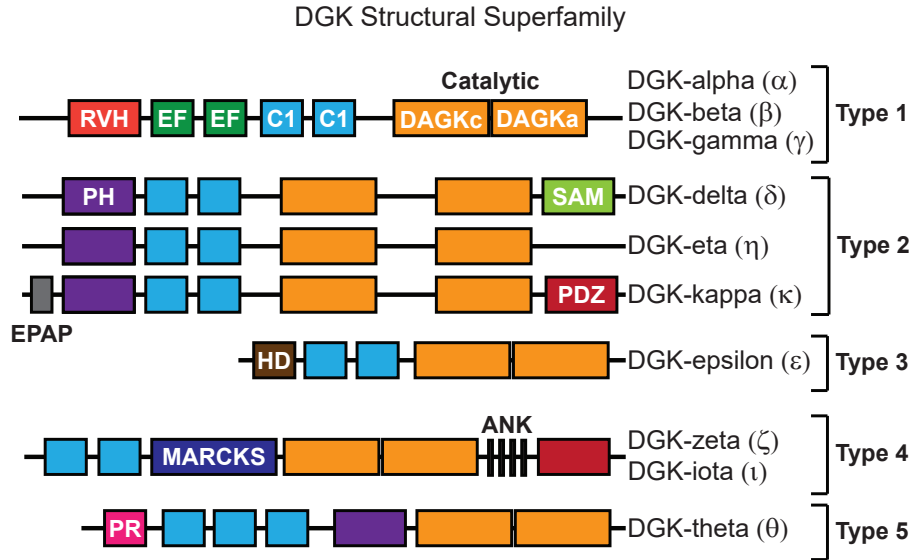 DGK Structural Superfamily
Catalytic
RVH EF EF C1 C1 DAGKc DAGKa
DGK-alpha (α)
DGK-beta (β)
DGK-gamma (γ)
Type 1
PH SAM DGK-delta (δ)
DGK-eta (η)
Type 2
PDZ DGK-kappa (κ)
EPAP
HD DGK-epsilon (ε) Type 3
ANK
MARCKS
DGK-zeta (ζ)
DGK-iota (ι)
Type 4
PR DGK-theta (θ) Type 5